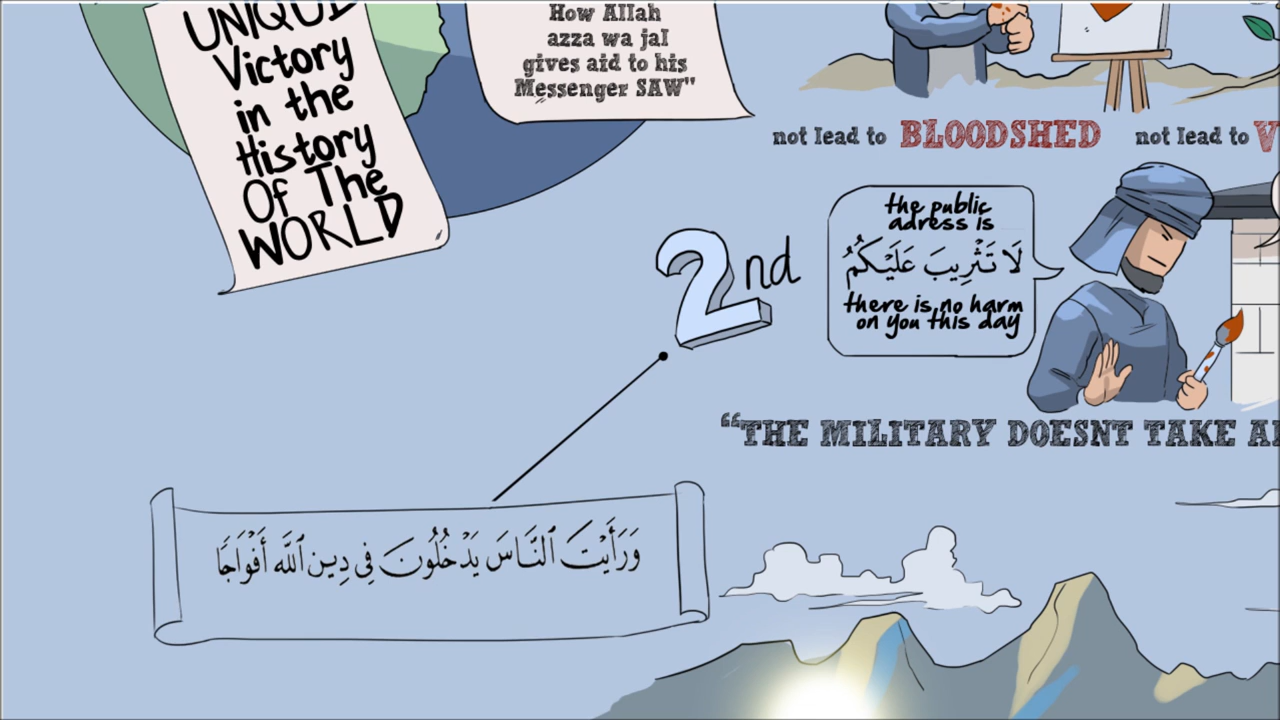 UNIQUE
Victory
in the
History
Of The
WORLD
How Allah
azza wa jal
gives aid to his
Messenger SAW"
not lead to BLOODSHED
not lead to
2nd
the public
adress is
لَا تَثْرِيبَ عَلَيْكُمُ
there is no harm
on you this day
"THE MILITARY DOESNT TAKE
وَرَأَيْتَ ٱلنَّاسَ يَدْخُلُونَ فِى دِينِ ٱللَّهِ أَفْوَاجًا